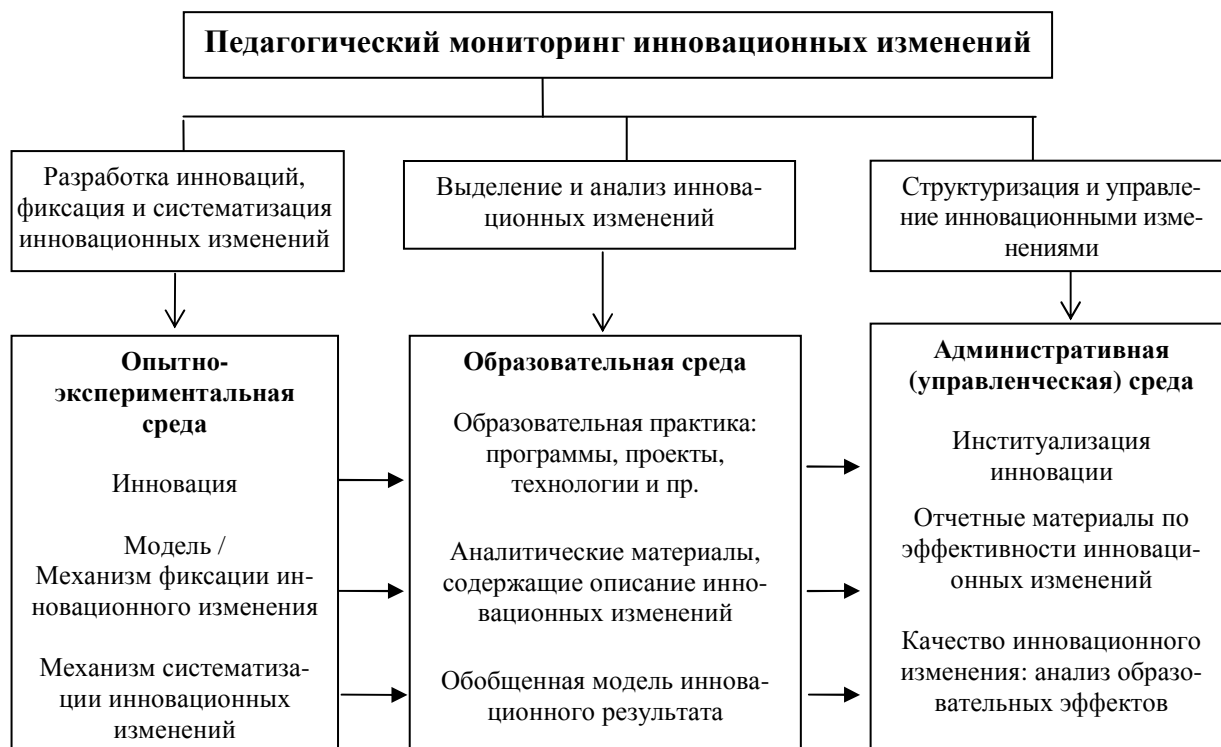 Педагогический мониторинг инновационных изменений
Разработка инноваций,
фиксация и систематизация
инновационных изменений
Выделение и анализ иннова-
ционных изменений
Структуризация и управле-
ние инновационными изме-
нениями
Опытно-
экспериментальная
среда
Инновация
Модель /
Механизм фиксации ин-
новационного изменения
Механизм систематиза-
ции инновационных
изменений
Образовательная среда
Образовательная практика:
программы, проекты,
технологии и пр.
Аналитические материалы,
содержащие описание инно-
вационных изменений
Обобщенная модель иннова-
ционного результата
Административная
(управленческая) среда
Институализация
инновации
Отчетные материалы по
эффективности инноваци-
онных изменений
Качество инновационного
изменения: анализ образо-
вательных эффектов